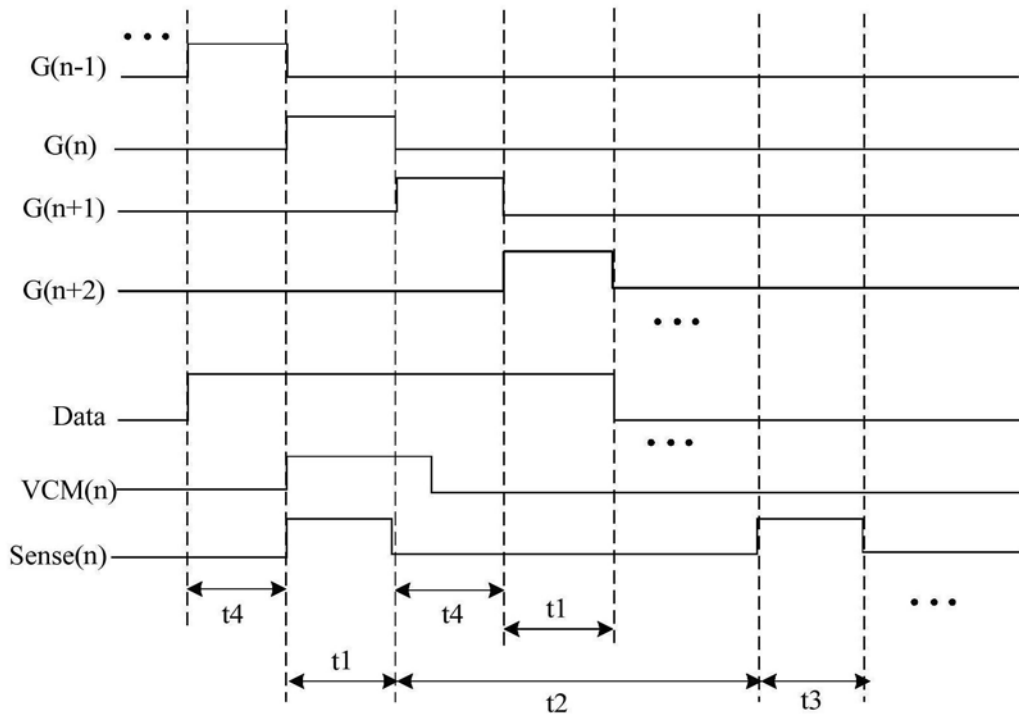 ...
G(n-1)
G(n)
G(n+1)
G(n+2)
...
Data
...
VCM(n)
Sense(n)
t4
t4
t1
...
t1
t2
t3